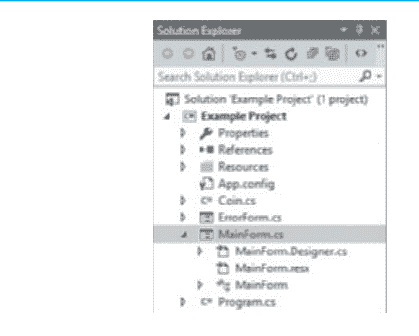 Solution Explorer
Search Solution Explorer (Ctrl+;)
Solution 'Example Project' (1 project)
C# Example Project
Properties
References
Resources
App.config
C# Coin.cs
ErrorForm.cs
MainForm.cs
MainForm.Designer.cs
MainForm.resx
MainForm
C# Program.cs